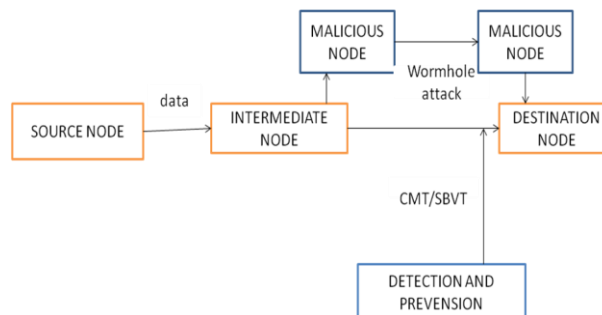 MALICIOUS
NODE
MALICIOUS
NODE
Wormhole
attack
data
SOURCE NODE
INTERMEDIATE
NODE
DESTINATION
NODE
CMT/SBVT
DETECTION AND
PREVENSION